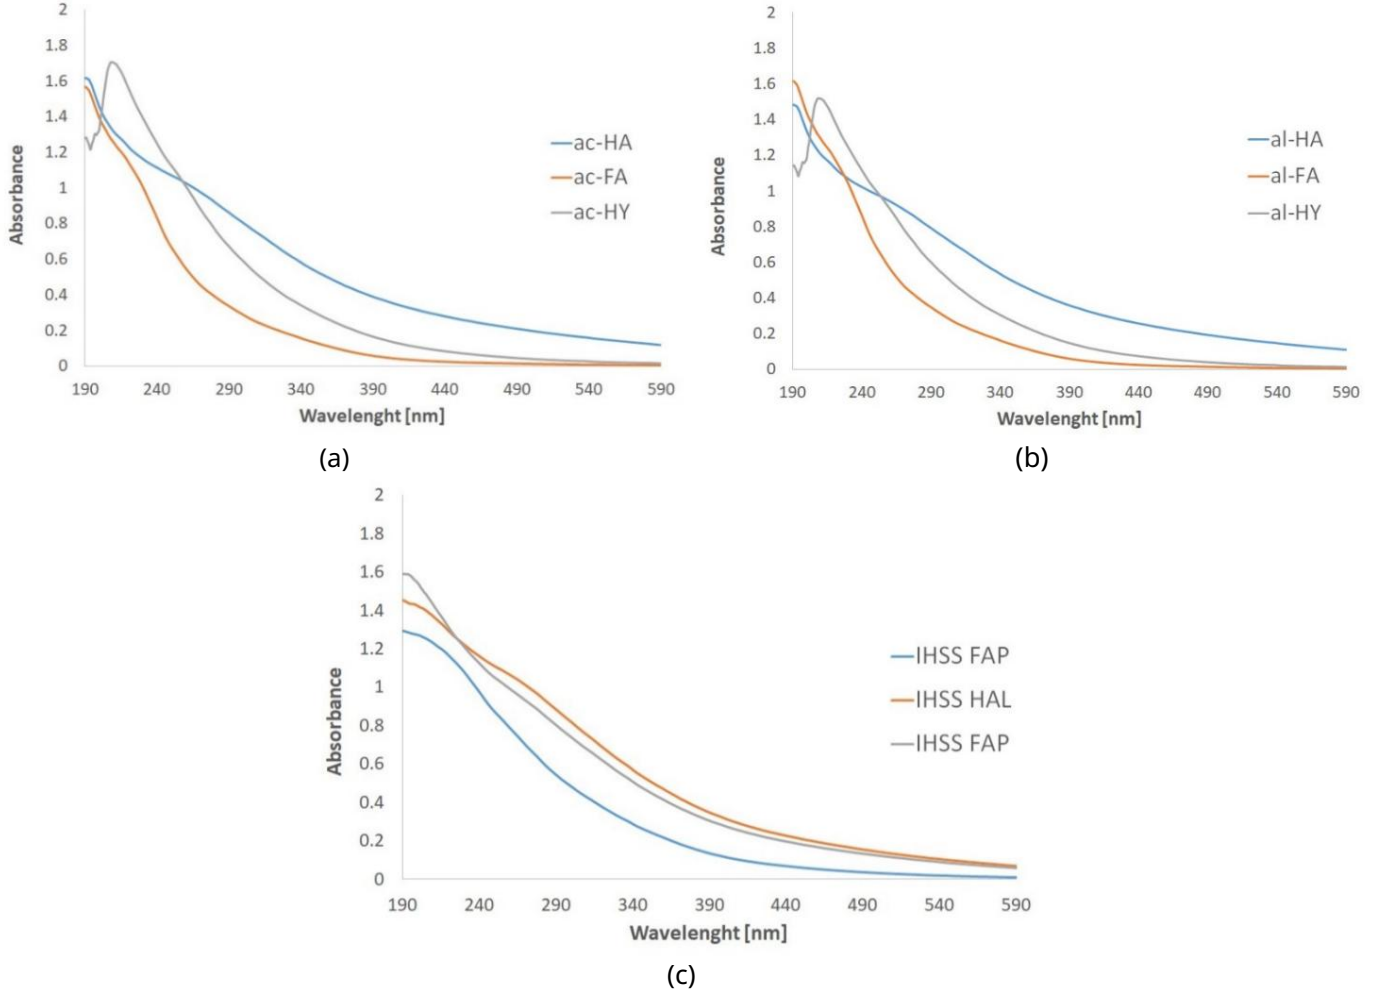 2
1.8
1.6
1.4
1.2
1
0.8
0.6
0.4
0.2
0
Absorbance
190 240 290 340 390 440 490 540 590
Wavelenght [nm]
ac-HA
ac-FA
ac-HY
(a)
2
1.8
1.6
1.4
1.2
1
0.8
0.6
0.4
0.2
0
Absorbance
190 240 290 340 390 440 490 540 590
Wavelenght [nm]
al-HA
al-FA
al-HY
(b)
2
1.8
1.6
1.4
1.2
1
0.8
0.6
0.4
0.2
0
Absorbance
190 240 290 340 390 440 490 540 590
Wavelenght [nm]
IHSS FAP
IHSS HAL
IHSS FAP
(c)